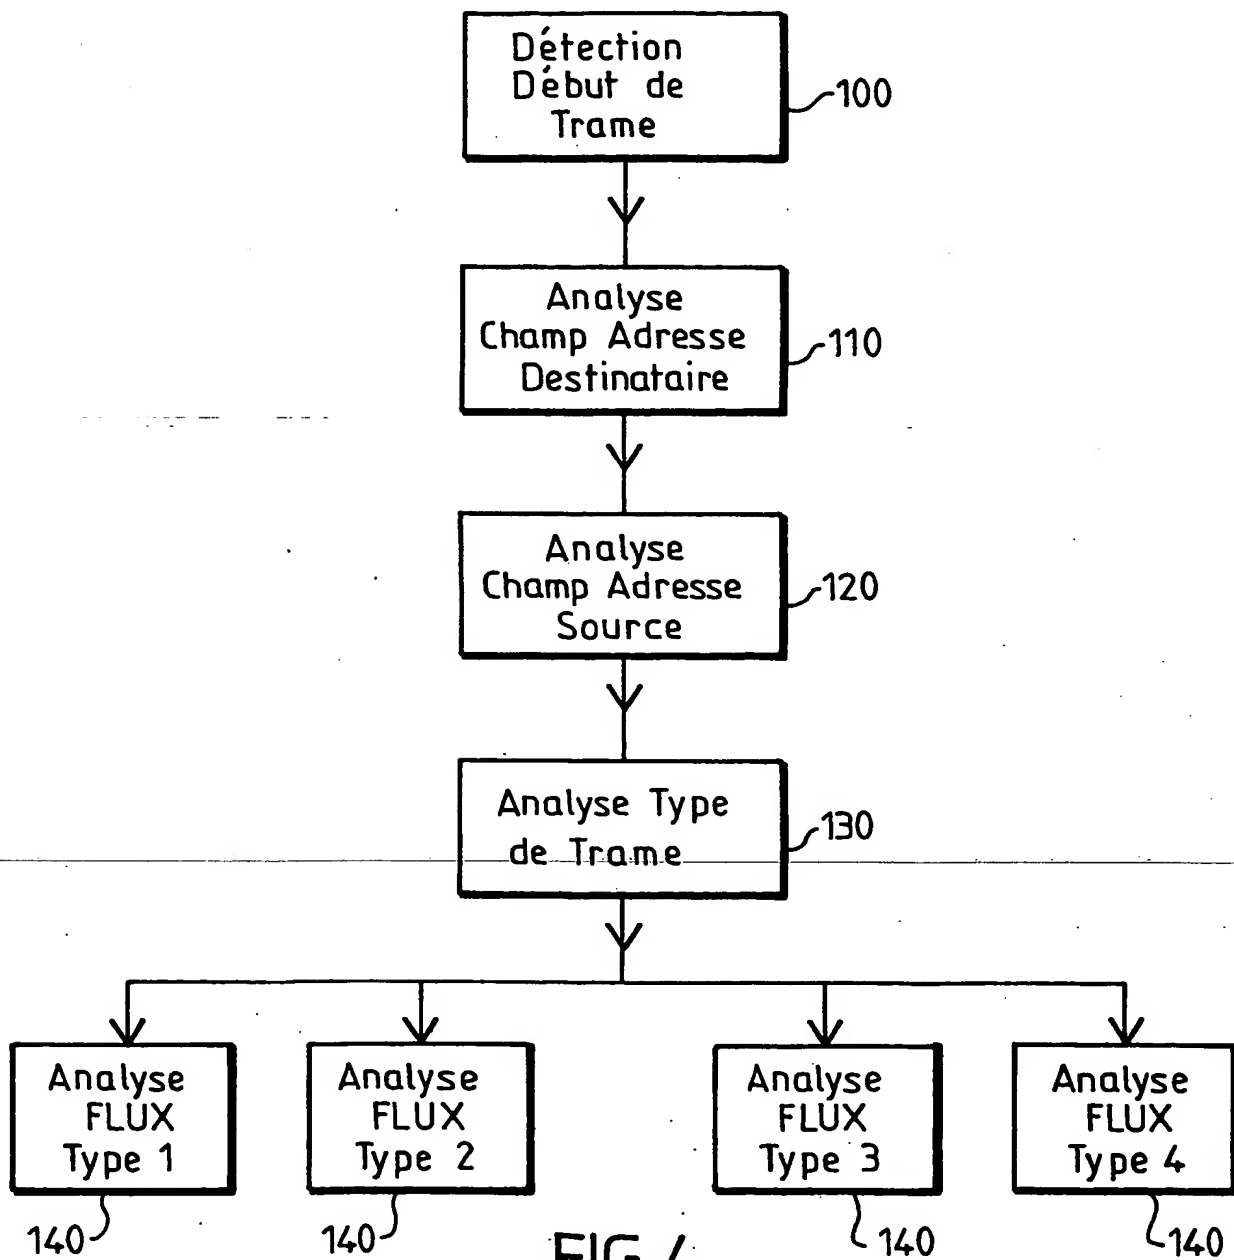 Détection
Début de
Trame
100
Analyse
Champ Adresse
Destinataire
110
Analyse
Champ Adresse
Source
120
Analyse Type
de Trame
130
Analyse
FLUX
Type 1
140
Analyse
FLUX
Type 2
140
Analyse
FLUX
Type 3
140
Analyse
FLUX
Type 4
140